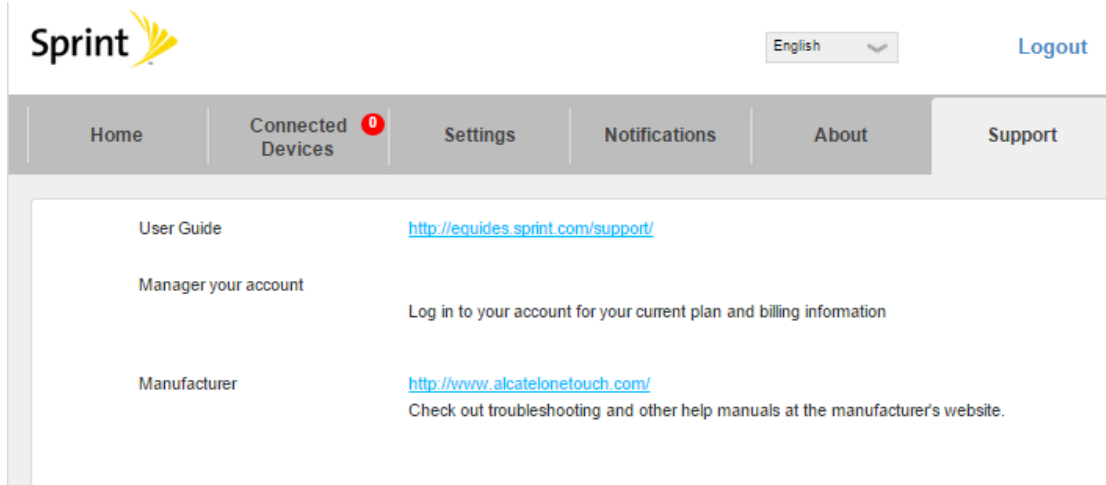 Sprint
English
Logout
Home
Connected 0
Devices
Settings
Notifications
About
Support
User Guide
http://equides.sprint.com/support/
Manager your account
Log in to your account for your current plan and billing information
Manufacturer
http://www.alcatelonetouch.com/
Check out troubleshooting and other help manuals at the manufacturer's website.